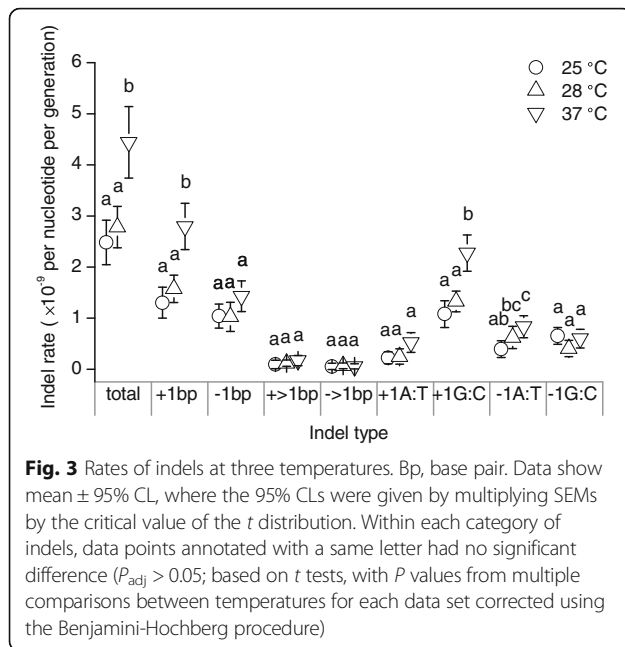 6
5
4
3
2
1
0
Indel rate ( ×10-9 per nucleotide per generation)
25 °C
28 °C
37 °C
a a b
a a b
a a a
a a a
a a a
a a a
a a b
ab bc c
a a a
total +1bp -1bp +>1bp ->1bp +1A:T +1G:C -1A:T -1G:C
Indel type
Fig. 3 Rates of indels at three temperatures. Bp, base pair. Data show
mean ± 95% CL, where the 95% CLs were given by multiplying SEMs
by the critical value of the t distribution. Within each category of
indels, data points annotated with a same letter had no significant
difference (Padj > 0.05; based on t tests, with P values from multiple
comparisons between temperatures for each data set corrected using
the Benjamini-Hochberg procedure)